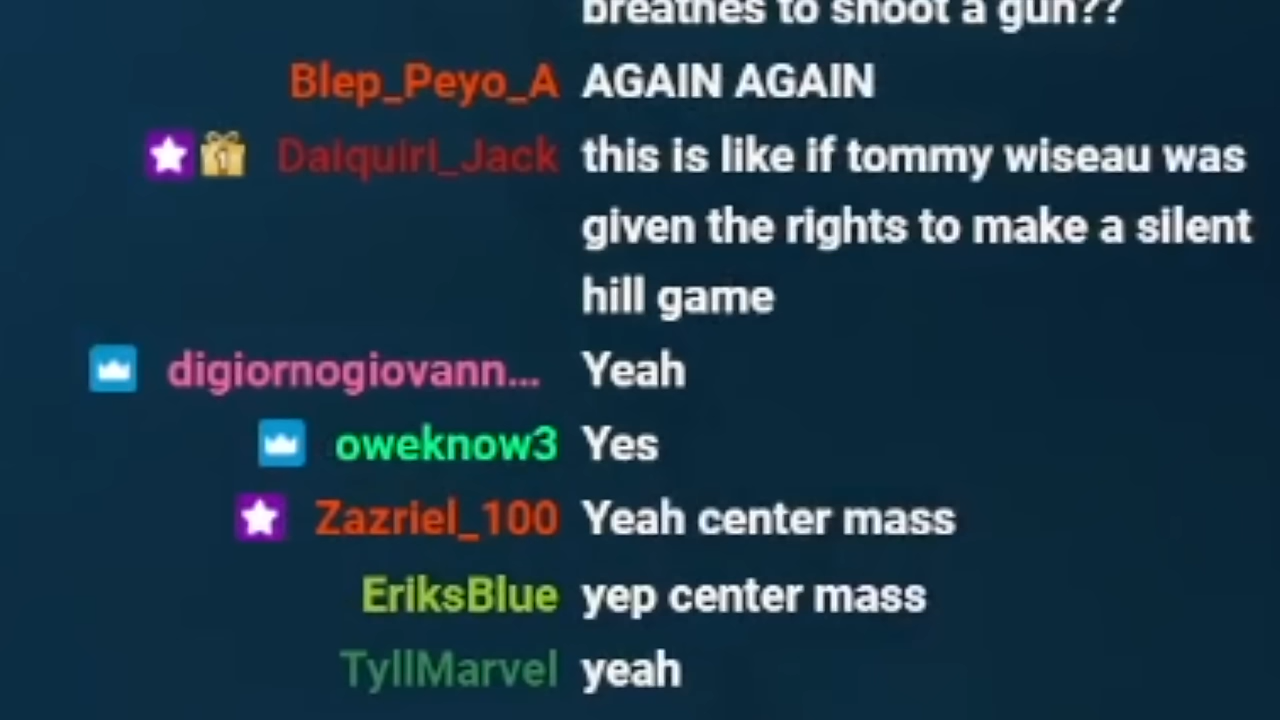 breathes to shoot a gun??
Blep_Peyo_A AGAIN AGAIN
Daiquiri_Jack this is like if tommy wiseau was
given the rights to make a silent
hill game
digiornogiovann... Yeah
oweknow3 Yes
Zazriel_100 Yeah center mass
EriksBlue yep center mass
TyllMarvel yeah